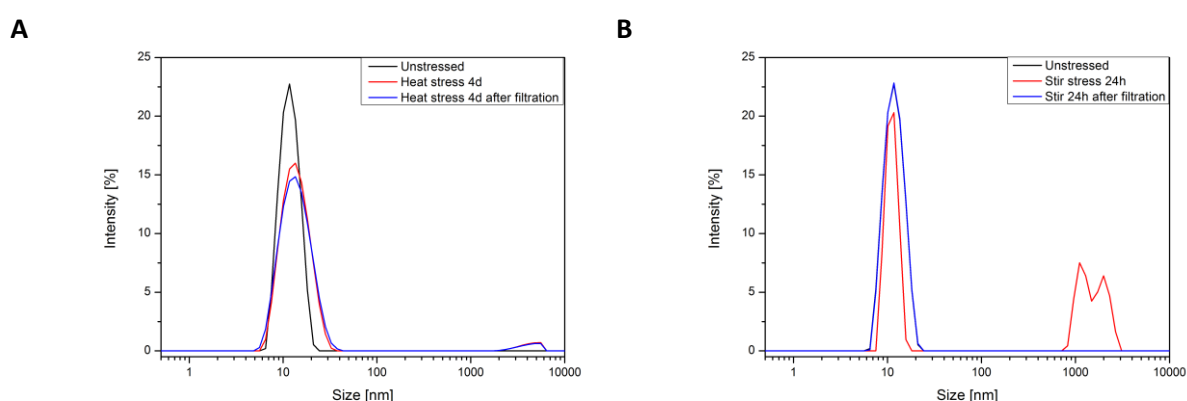 A
B
25
20
15
10
5
0
Intensity [%]
Unstressed
Heat stress 4d
Heat stress 4d after filtration
1
10
100
1000
10000
Size [nm]
25
20
15
10
5
0
Intensity [%]
Unstressed
Stir stress 24h
Stir 24h after filtration
1
10
100
1000
10000
Size [nm]